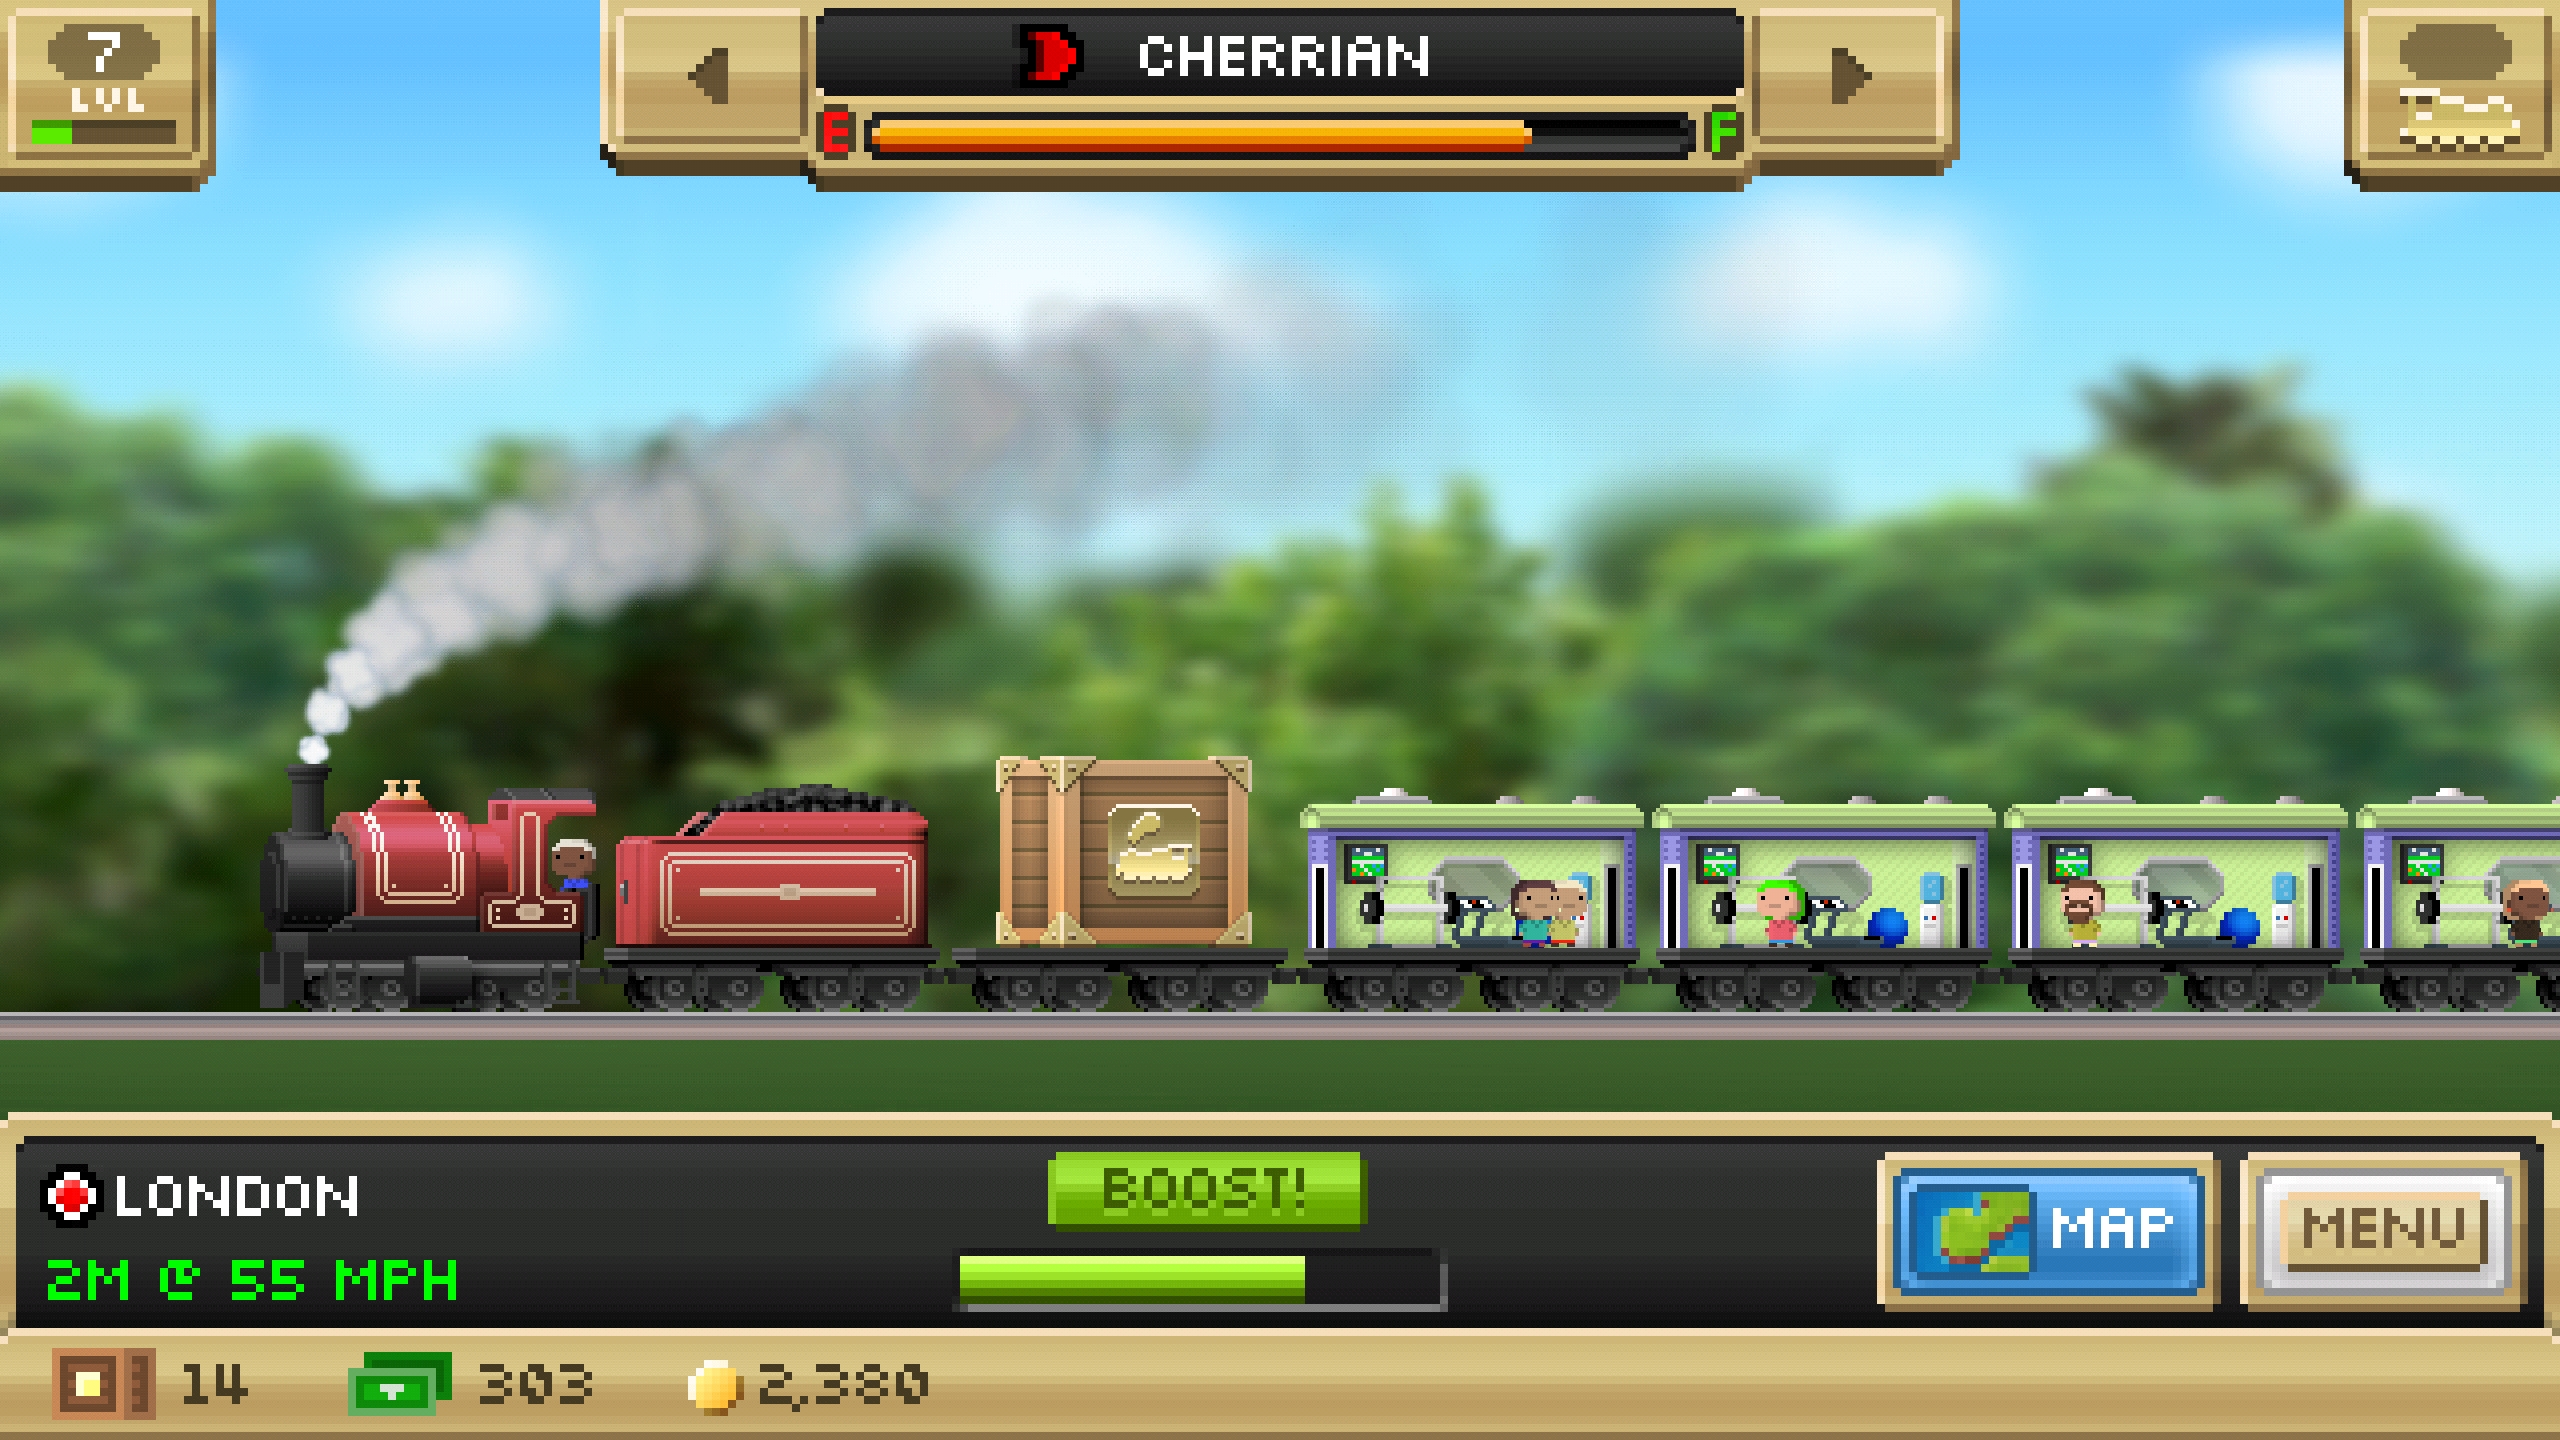 7
LVL
CHERRIAN
E F
LONDON
2M @ 55 MPH
BOOST!
MAP
MENU
14
303
2,380